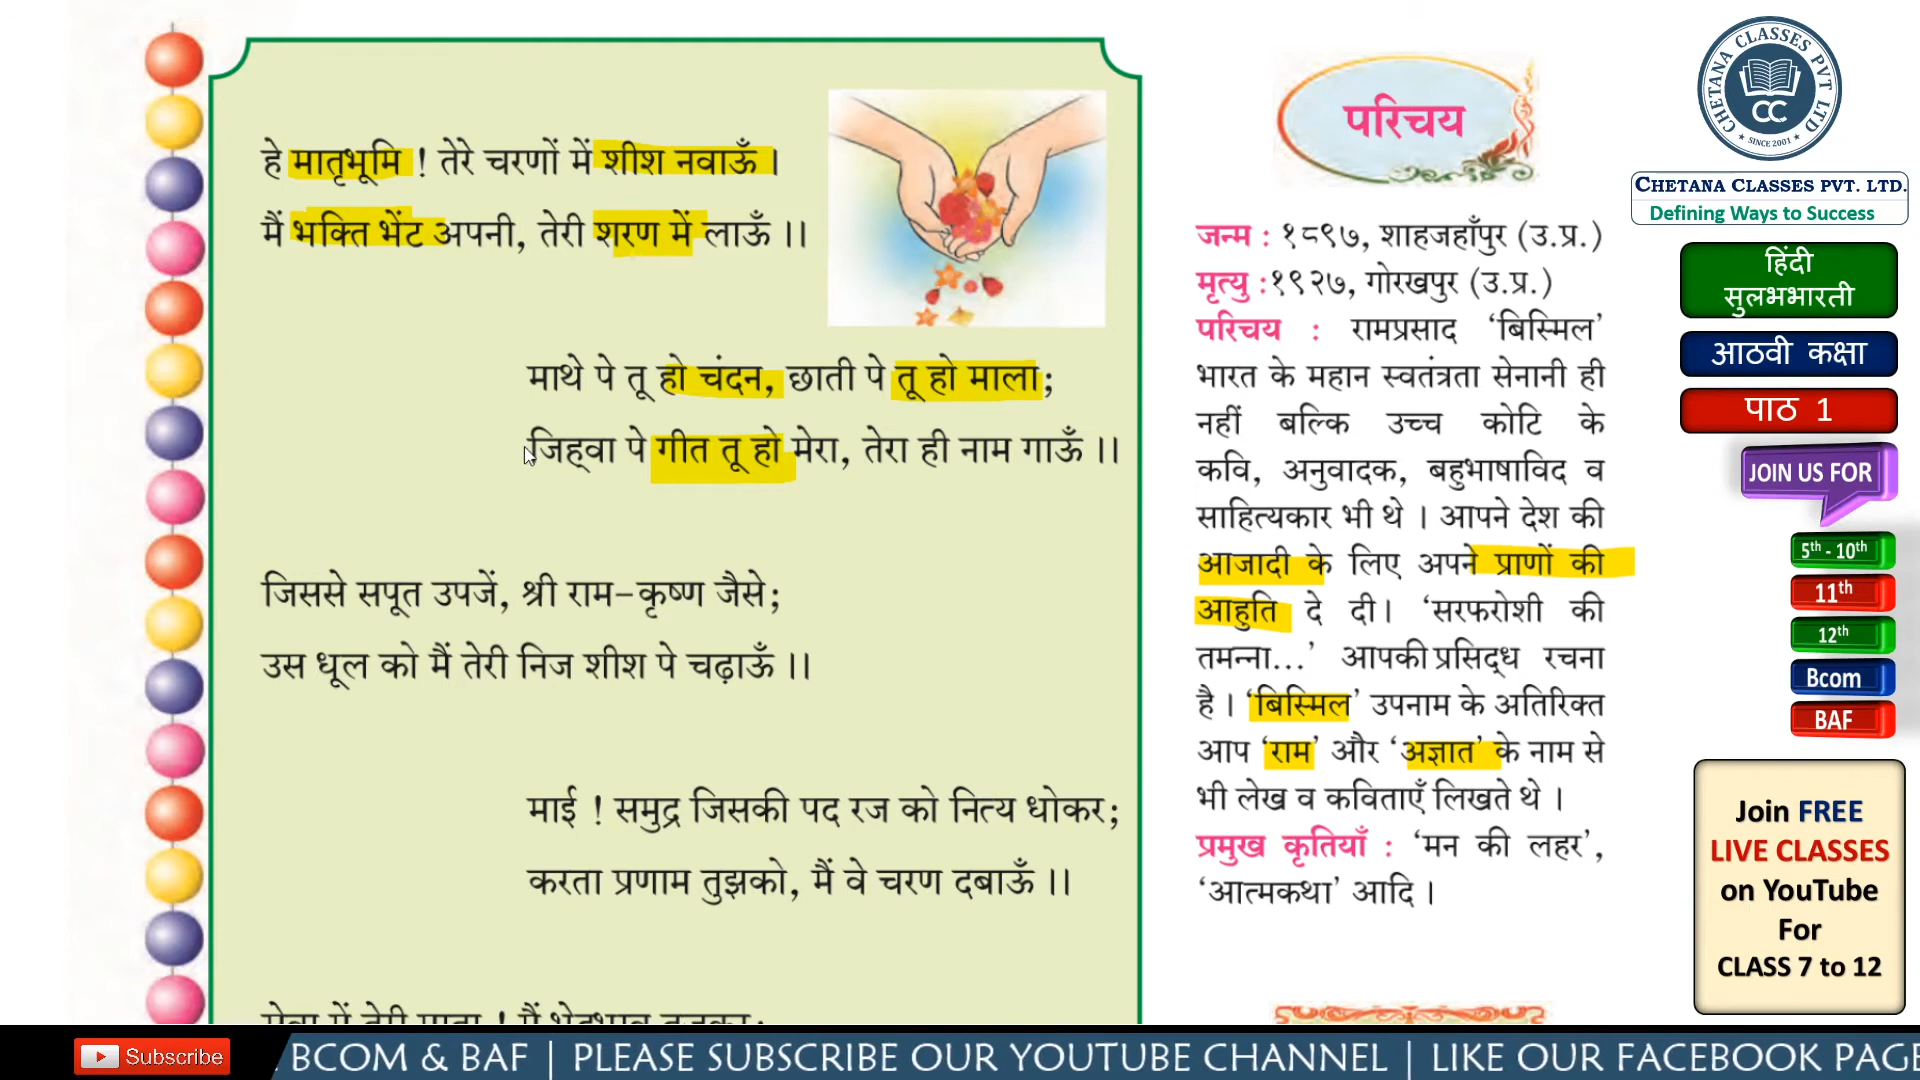 हे मातृभूमि ! तेरे चरणों में शीश नवाऊँ ।
मैं भक्ति भेंट अपनी, तेरी शरण में लाऊँ ।।
माथे पे तू हो चंदन, छाती पे तू हो माला;
जिह्वा पे गीत तू हो मेरा, तेरा ही नाम गाऊँ ।।
जिससे सपूत उपजें, श्री राम-कृष्ण जैसे;
उस धूल को मैं तेरी निज शीश पे चढ़ाऊँ ।।
माई ! समुद्र जिसकी पद रज को नित्य धोकर;
करता प्रणाम तुझको, मैं वे चरण दबाऊँ ।।
परिचय
जन्म : १८९७, शाहजहाँपुर (उ.प्र.)
मृत्यु :१९२७, गोरखपुर (उ.प्र.)
परिचय : रामप्रसाद ‘बिस्मिल’
भारत के महान स्वतंत्रता सेनानी ही
नहीं बल्कि उच्च कोटि के
कवि, अनुवादक, बहुभाषाविद व
साहित्यकार भी थे । आपने देश की
आजादी के लिए अपने प्राणों की
आहुति दे दी। ‘सरफरोशी की
तमन्ना...’ आपकी प्रसिद्ध रचना
है । ‘बिस्मिल’ उपनाम के अतिरिक्त
आप ‘राम’ और ‘अज्ञात’ के नाम से
भी लेख व कविताएँ लिखते थे ।
प्रमुख कृतियाँ : ‘मन की लहर’,
‘आत्मकथा’ आदि ।
CHETANA CLASSES PVT LTD
CC
SINCE 2001
CHETANA CLASSES PVT. LTD.
Defining Ways to Success
हिंदी
सुलभभारती
आठवी कक्षा
पाठ 1
JOIN US FOR
5th - 10th
11th
12th
Bcom
BAF
Join FREE
LIVE CLASSES
on YouTube
For
CLASS 7 to 12
Subscribe
BCOM & BAF | PLEASE SUBSCRIBE OUR YOUTUBE CHANNEL | LIKE OUR FACEBOOK PAGE